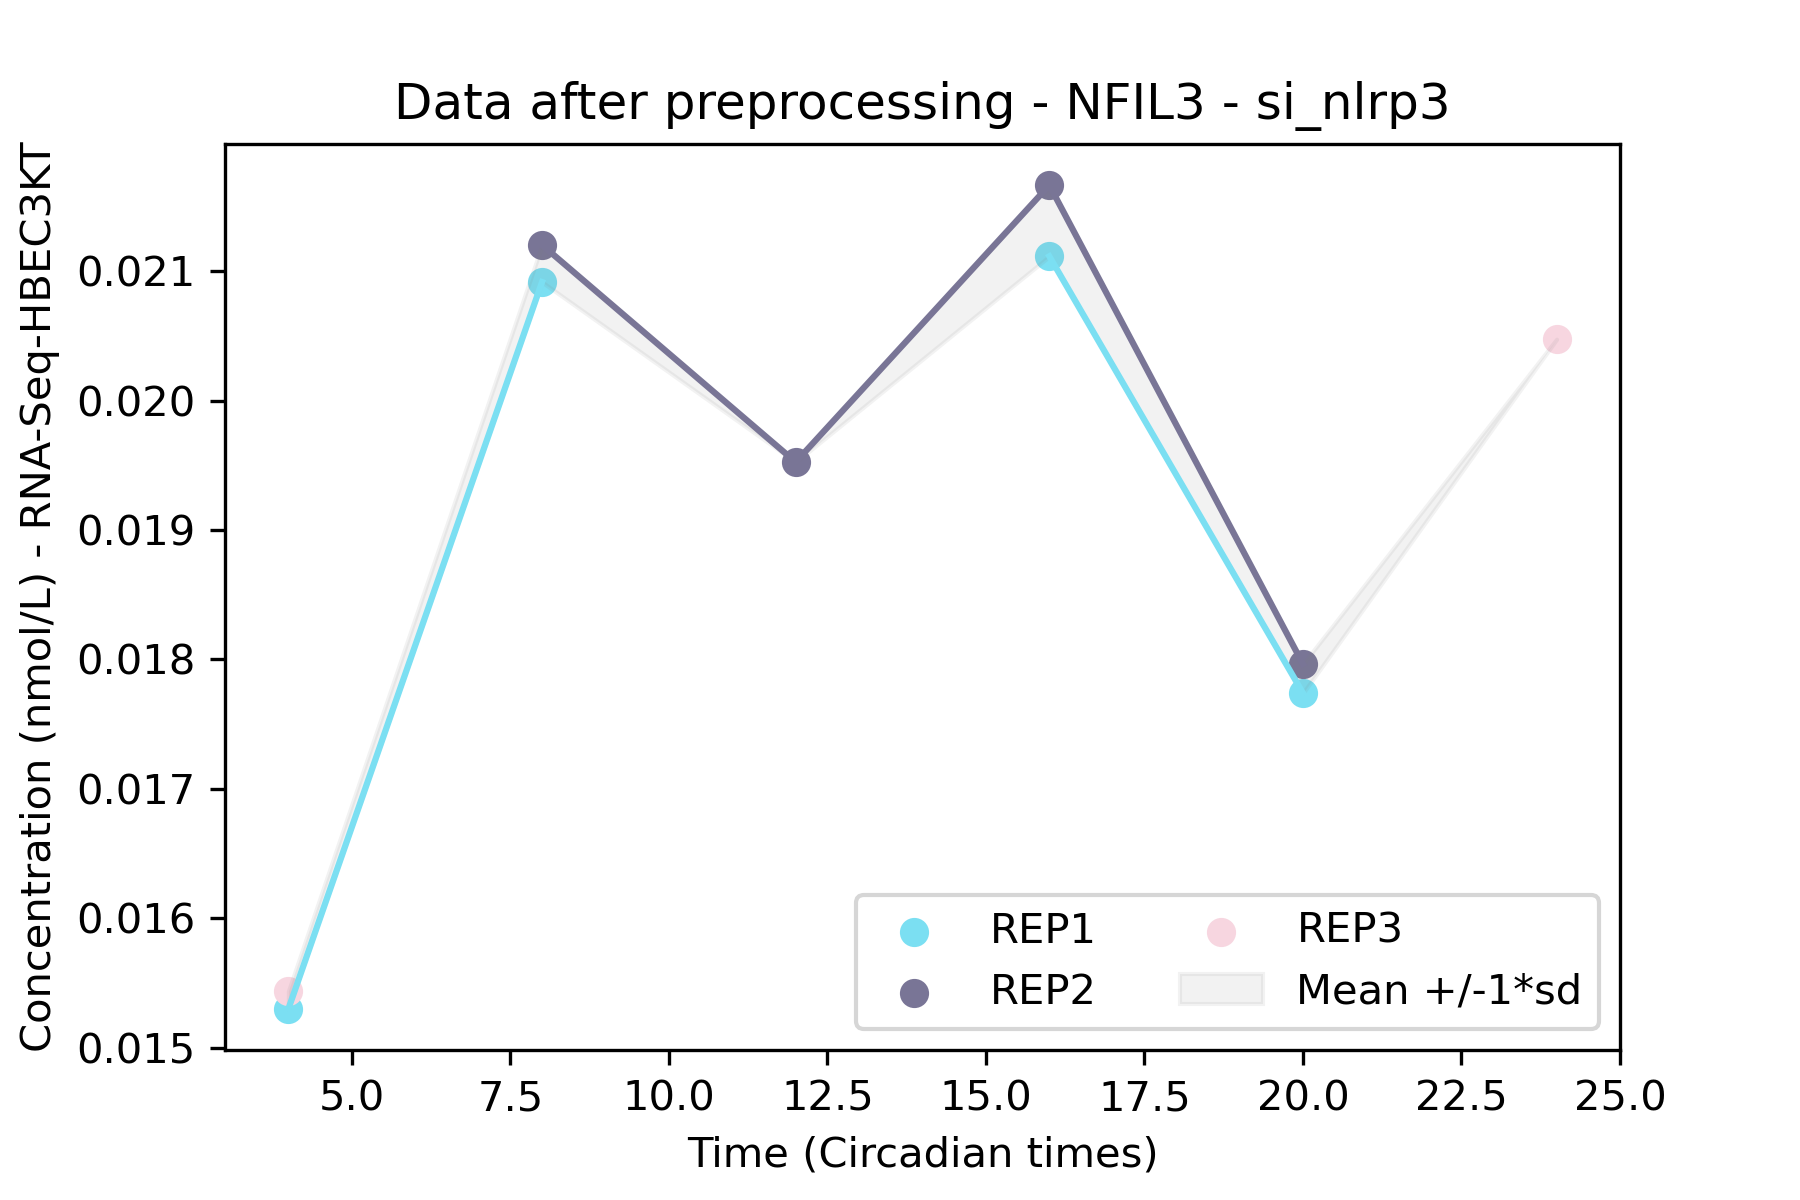 Data after preprocessing - NFIL3 - si_nlrp3
Concentration (nmol/L) - RNA-Seq-HBEC3KT
0.021
0.020
0.019
0.018
0.017
0.016
0.015
REP1
REP2
REP3
Mean +/-1*sd
5.0 7.5 10.0 12.5 15.0 17.5 20.0 22.5 25.0
Time (Circadian times)